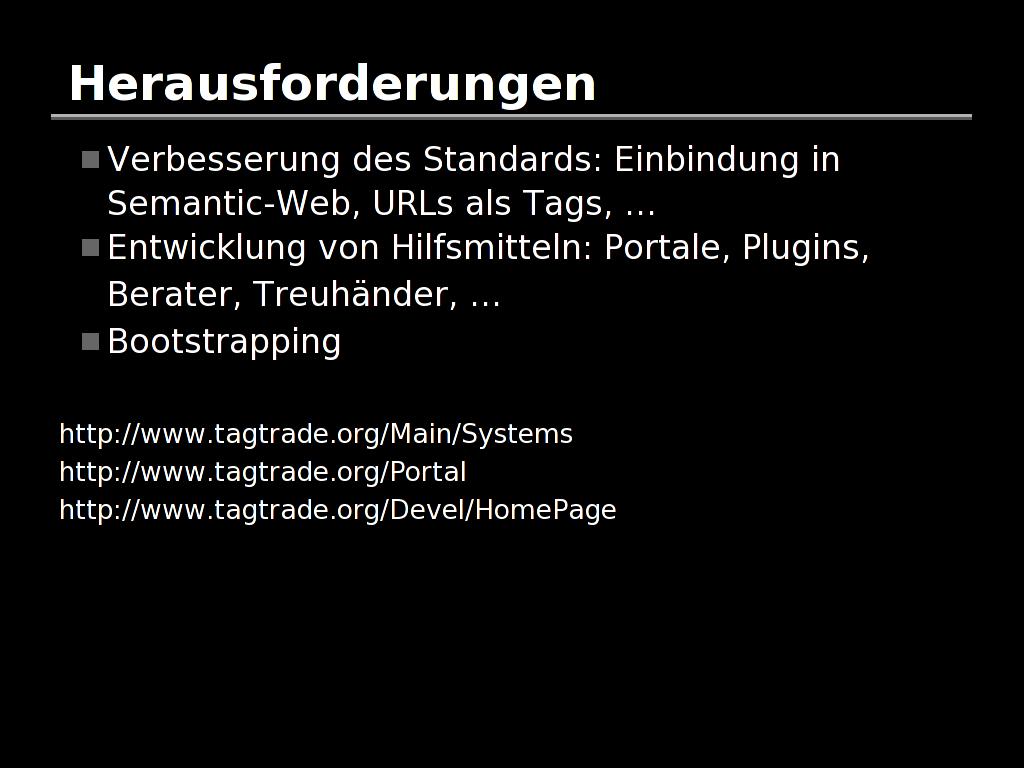 Herausforderungen
Verbesserung des Standards: Einbindung in
Semantic-Web, URLs als Tags, ...
Entwicklung von Hilfsmitteln: Portale, Plugins,
Berater, Treuhänder, ...
Bootstrapping
http://www.tagtrade.org/Main/Systems
http://www.tagtrade.org/Portal
http://www.tagtrade.org/Devel/HomePage